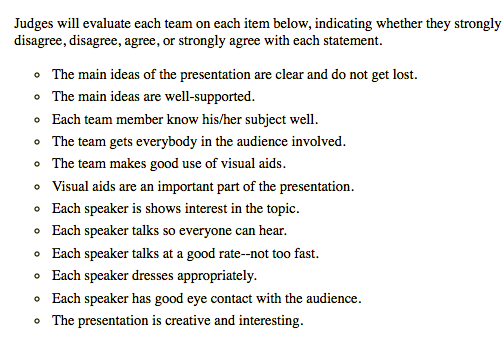 Judges will evaluate each team on each item below, indicating whether they strongly
disagree, disagree, agree, or strongly agree with each statement.
◦ The main ideas of the presentation are clear and do not get lost.
◦ The main ideas are well-supported.
◦ Each team member know his/her subject well.
◦ The team gets everybody in the audience involved.
◦ The team makes good use of visual aids.
◦ Visual aids are an important part of the presentation.
◦ Each speaker is shows interest in the topic.
◦ Each speaker talks so everyone can hear.
◦ Each speaker talks at a good rate--not too fast.
◦ Each speaker dresses appropriately.
◦ Each speaker has good eye contact with the audience.
◦ The presentation is creative and interesting.